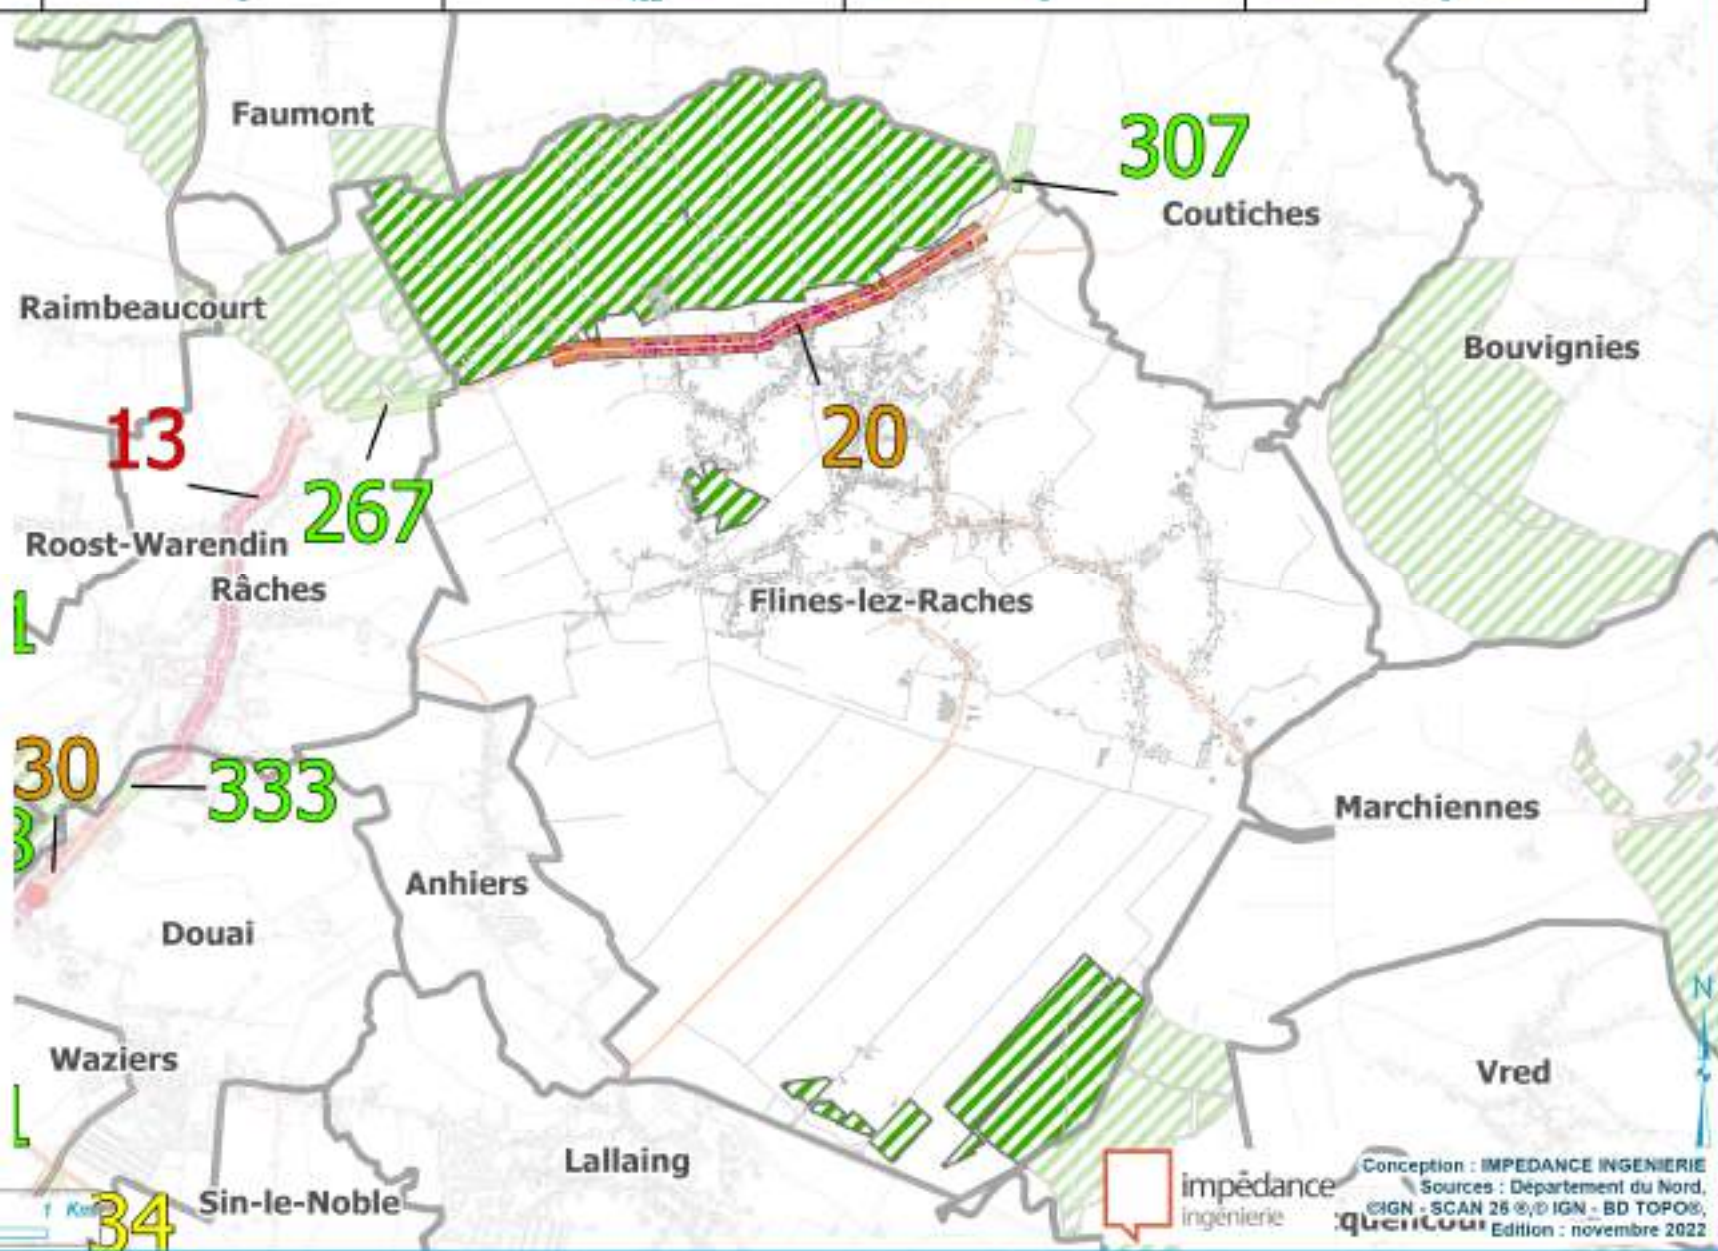 Faumont
307
Coutiches
Raimbeaucourt
Bouvignies
13
20
267
Roost-Warendin
Râches
Flines-lez-Raches
30
333
Marchiennes
Anhiers
Douai
N
Waziers
Vred
Lallaing
impédance
ingénierie
Conception : IMPEDANCE INGENIERIE
Sources : Département du Nord,
©IGN - SCAN 25 ®,© IGN - BD TOPO®,
Edition : novembre 2022
Sin-le-Noble
1 Km
34